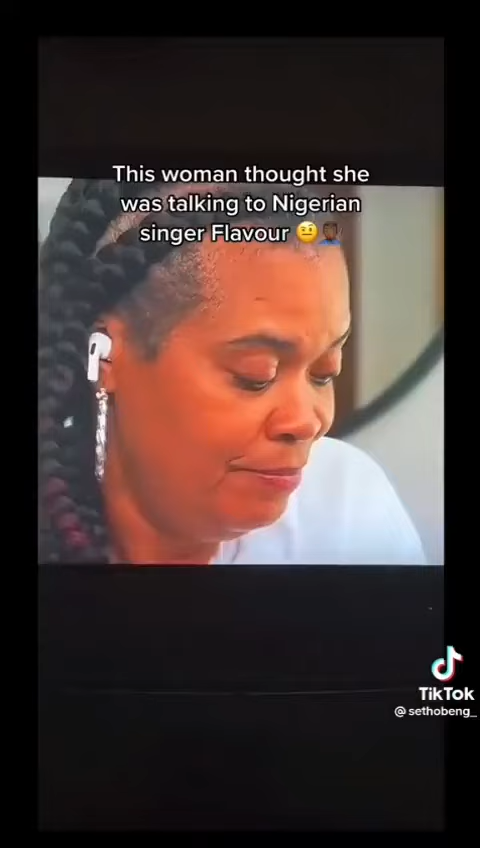 This woman thought she
was talking to Nigerian
singer Flavour 🤨🤦🏾‍♂️
TikTok
@sethobeng_